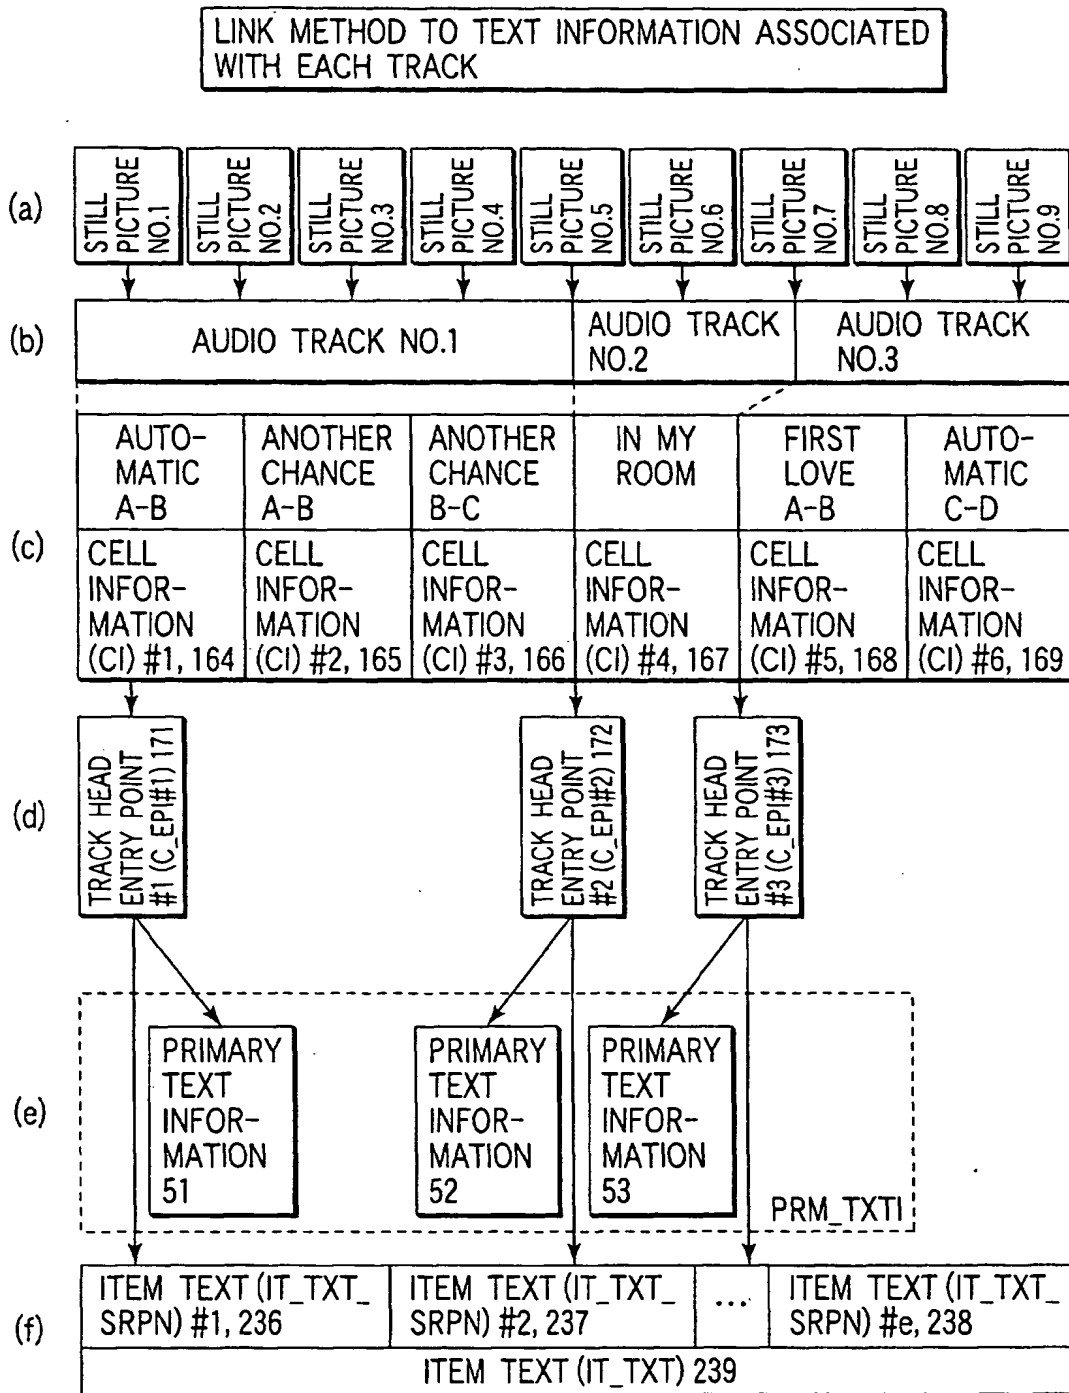 LINK METHOD TO TEXT INFORMATION ASSOCIATED
WITH EACH TRACK
(a)
STILL
PICTURE
NO.1
STILL
PICTURE
NO.2
STILL
PICTURE
NO.3
STILL
PICTURE
NO.4
STILL
PICTURE
NO.5
STILL
PICTURE
NO.6
STILL
PICTURE
NO.7
STILL
PICTURE
NO.8
STILL
PICTURE
NO.9
(b)
AUDIO TRACK NO.1
AUDIO TRACK
NO.2
AUDIO TRACK
NO.3
(c)
AUTO-
MATIC
A-B
ANOTHER
CHANCE
A-B
ANOTHER
CHANCE
B-C
IN MY
ROOM
FIRST
LOVE
A-B
AUTO-
MATIC
C-D
CELL
INFOR-
MATION
(CI) #1, 164
CELL
INFOR-
MATION
(CI) #2, 165
CELL
INFOR-
MATION
(CI) #3, 166
CELL
INFOR-
MATION
(CI) #4, 167
CELL
INFOR-
MATION
(CI) #5, 168
CELL
INFOR-
MATION
(CI) #6, 169
(d)
TRACK HEAD
ENTRY POINT
#1 (C_EPI#1) 171
TRACK HEAD
ENTRY POINT
#2 (C_EPI#2) 172
TRACK HEAD
ENTRY POINT
#3 (C_EPI#3) 173
(e)
PRIMARY
TEXT
INFOR-
MATION
51
PRIMARY
TEXT
INFOR-
MATION
52
PRIMARY
TEXT
INFOR-
MATION
53
PRM_TXTI
(f)
ITEM TEXT (IT_TXT_
SRPN) #1, 236
ITEM TEXT (IT_TXT_
SRPN) #2, 237
...
ITEM TEXT (IT_TXT_
SRPN) #e, 238
ITEM TEXT (IT_TXT) 239